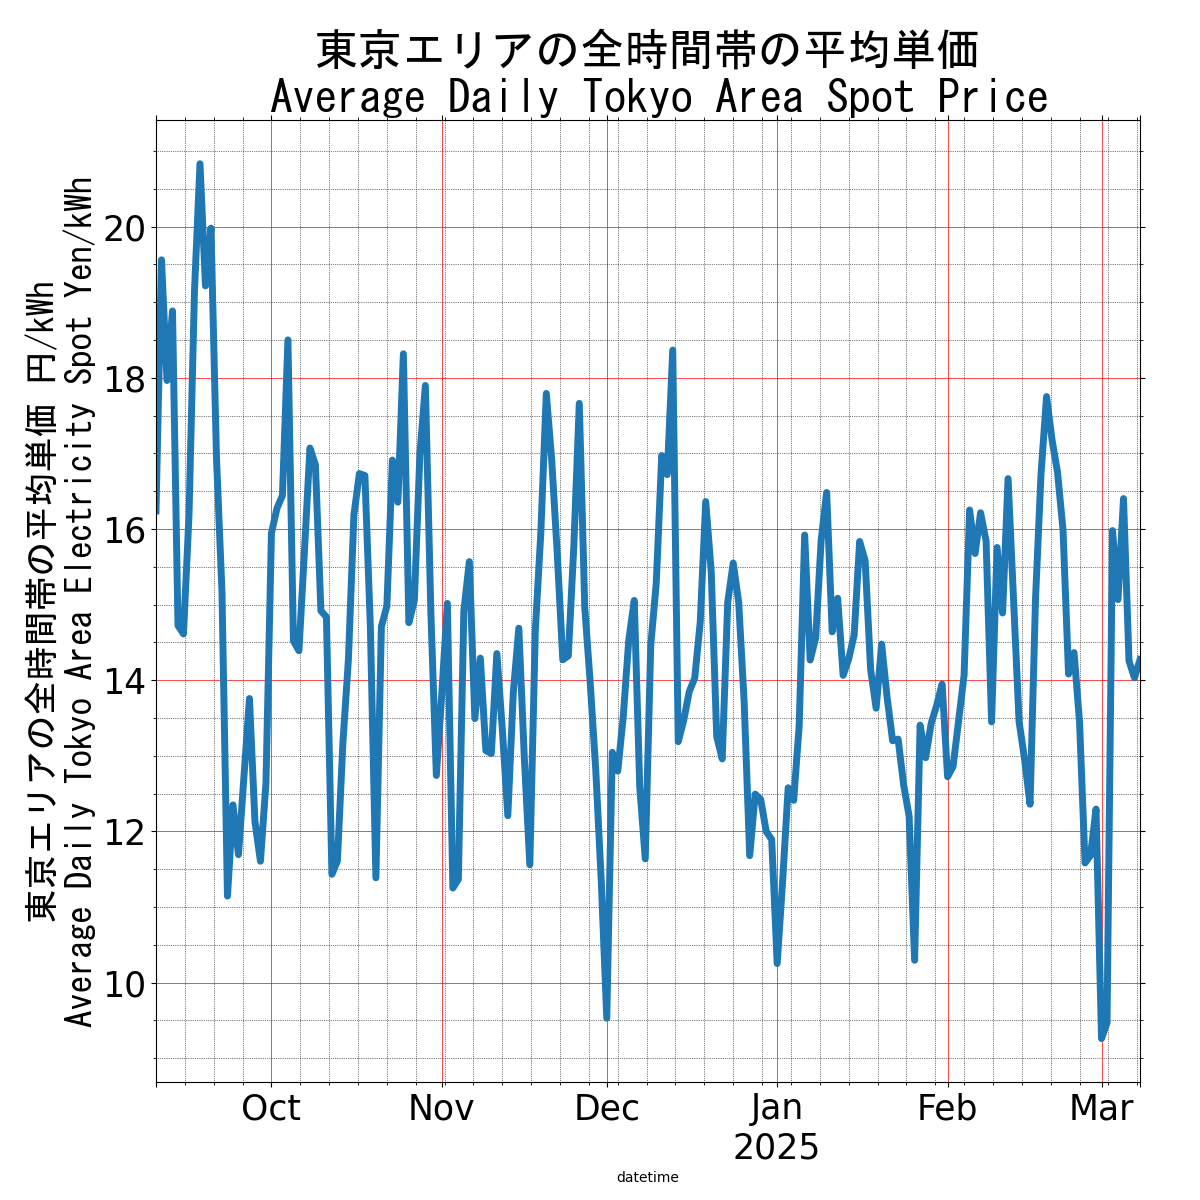 東京エリアの全時間帯の平均単価
Average Daily Tokyo Area Spot Price
東京エリアの全時間帯の平均単価 円/kWh
Average Daily Tokyo Area Electricity Spot Yen/kWh
20
18
16
14
12
10
Oct
Nov
Dec
Jan
2025
Feb
Mar
datetime